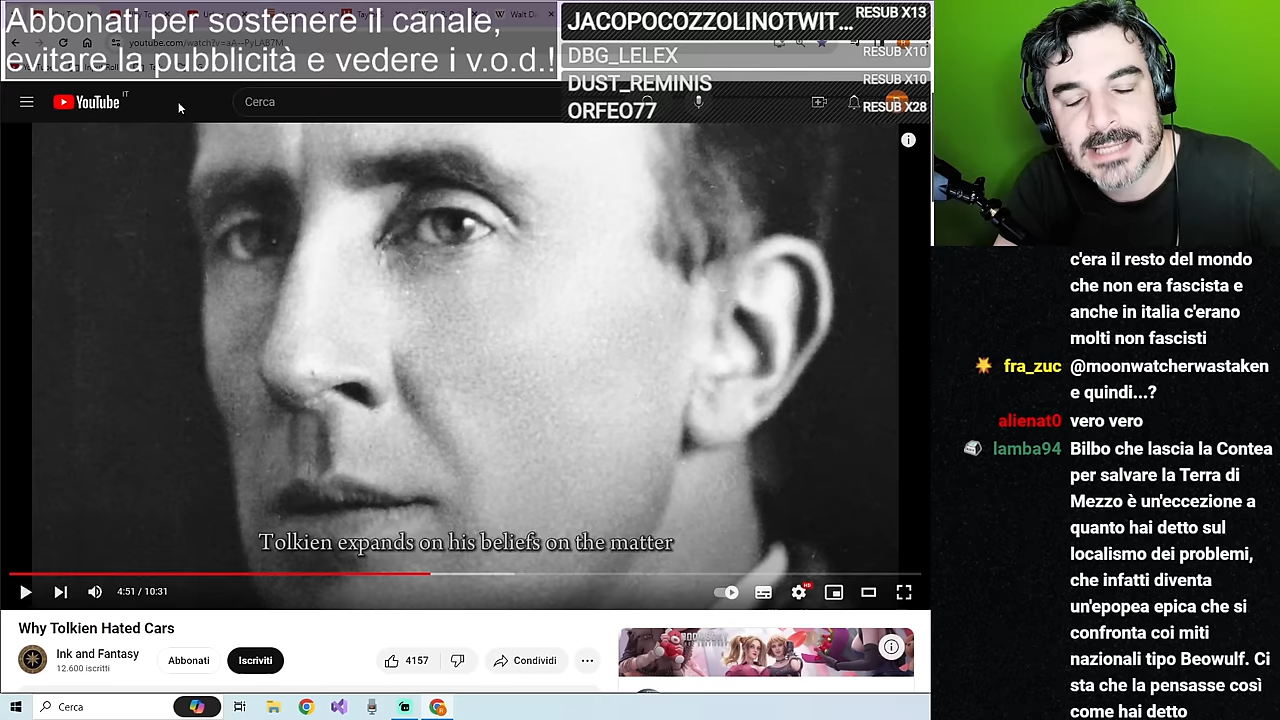 Abbonati per sostenere il canale,
evitare la pubblicità e vedere i v.o.d.!
JACOPOCOZZOLINOTWIT... RESUB X13
DBG_LELEX RESUB X10
DUST_REMINIS RESUB X10
ORFEO77 RESUB X28
YouTube IT
Cerca
Tolkien expands on his beliefs on the matter
4:51 / 10:31
HD
Why Tolkien Hated Cars
Ink and Fantasy
12.600 iscritti
Abbonati
Iscriviti
4157
Condividi
Cerca
c'era il resto del mondo
che non era fascista e
anche in italia c'erano
molti non fascisti
fra_zuc @moonwatcherwastaken
e quindi...?
alienat0 vero vero
lamba94 Bilbo che lascia la Contea
per salvare la Terra di
Mezzo è un'eccezione a
quanto hai detto sul
localismo dei problemi,
che infatti diventa
un'epopea epica che si
confronta coi miti
nazionali tipo Beowulf. Ci
sta che la pensasse così
come hai detto